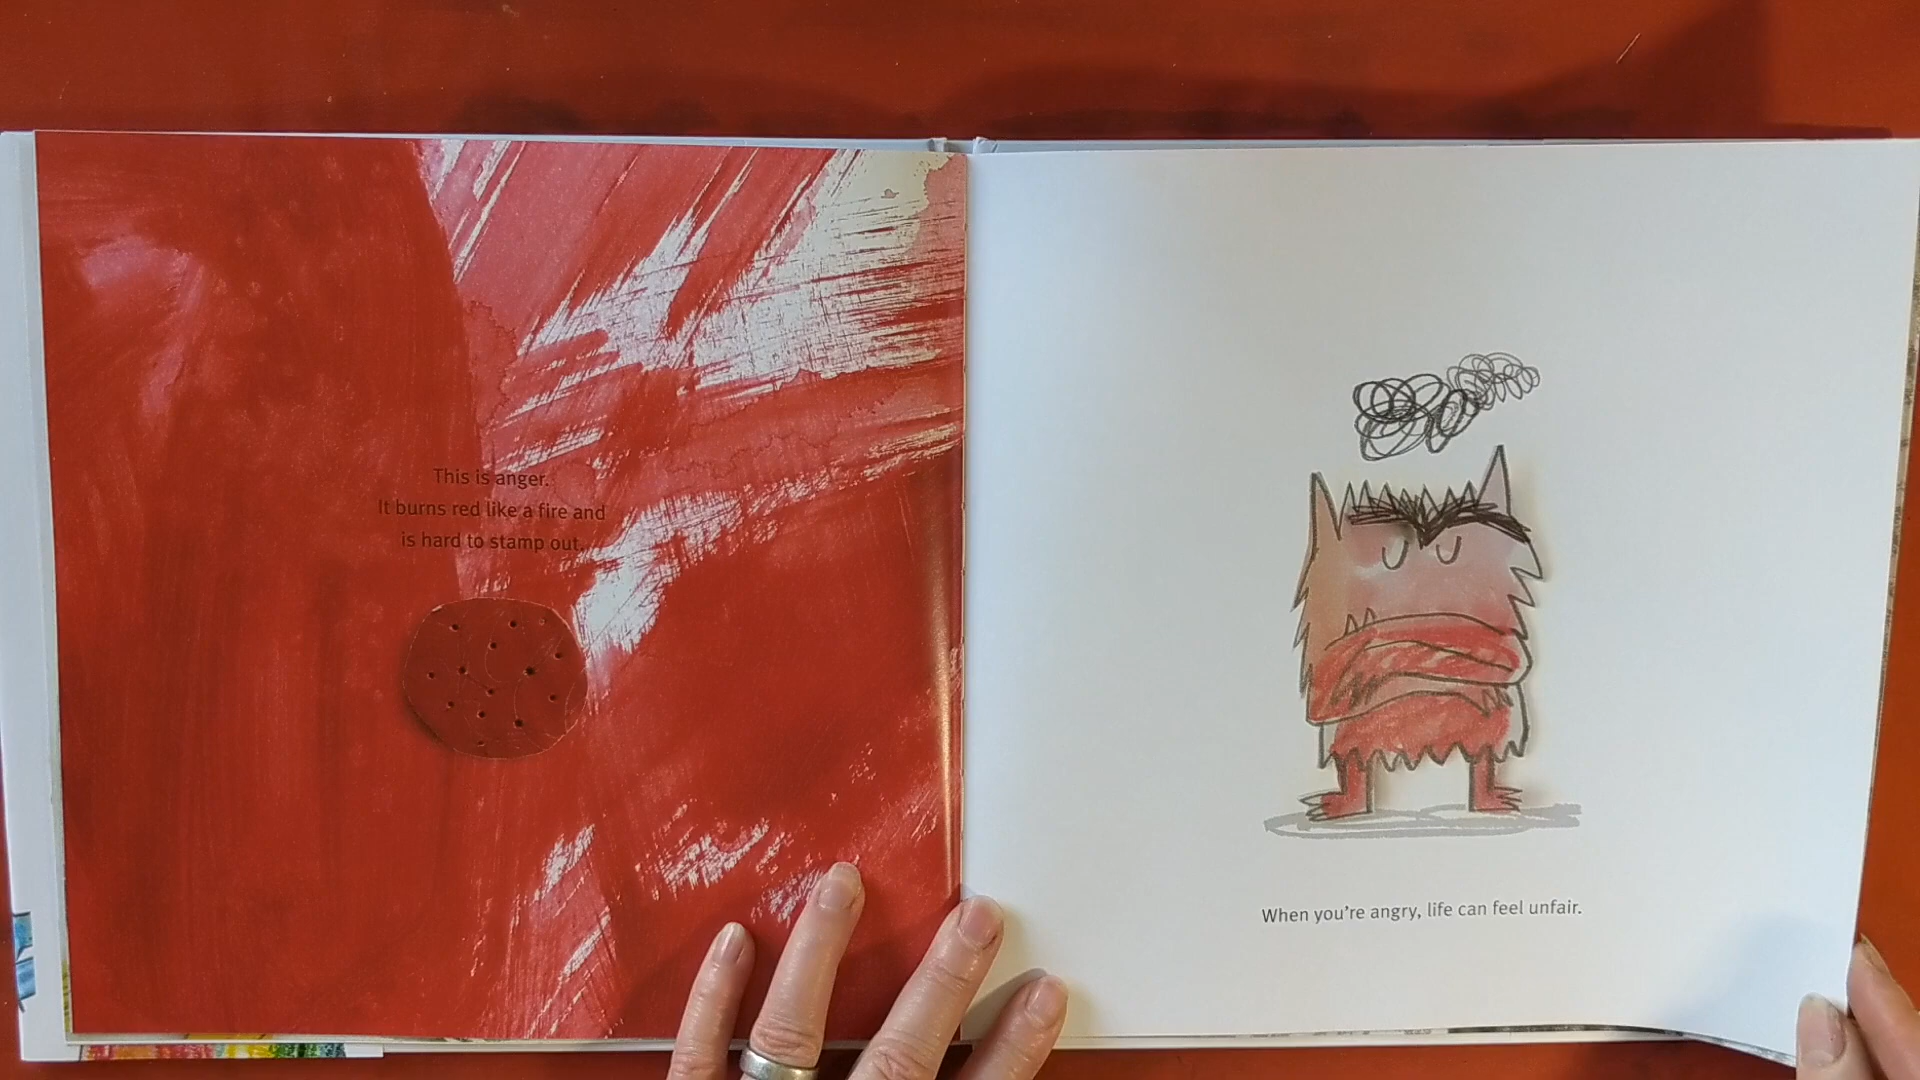 This is anger.
It burns red like a fire and
is hard to stamp out.
When you're angry, life can feel unfair.